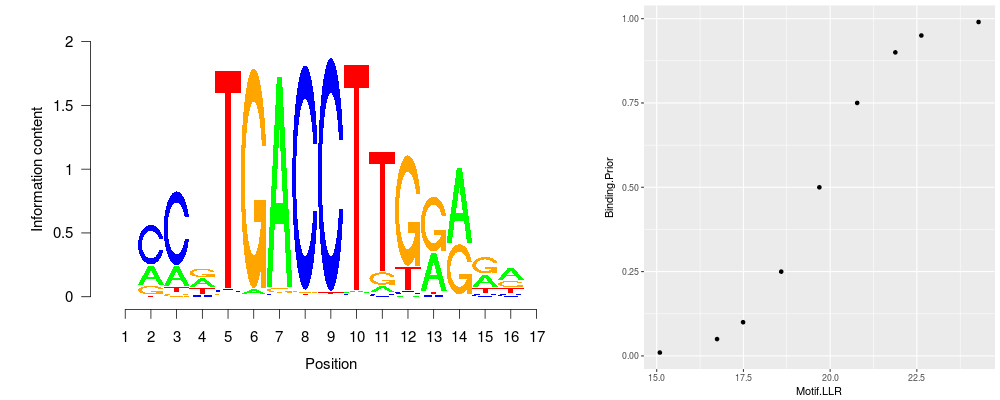 Information content
2
1.5
1
0.5
0
C C G T G A C C T T G G A G A
A A A G T A G A G
G T T A T
1 2 3 4 5 6 7 8 9 10 11 12 13 14 15 16 17
Position
Binding.Prior
1.00
0.75
0.50
0.25
0.00
15.0 17.5 20.0 22.5
Motif.LLR